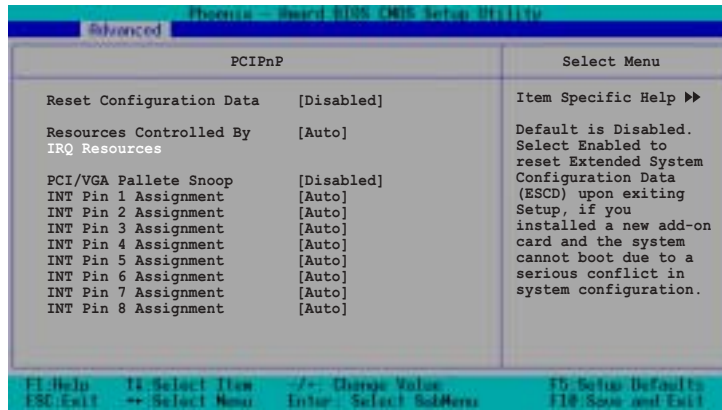 Phoenix - Award BIOS CMOS Setup Utility
Advanced
PCIPnP
Select Menu
Reset Configuration Data [Disabled]
Resources Controlled By [Auto]
IRQ Resources
PCI/VGA Pallete Snoop [Disabled]
INT Pin 1 Assignment [Auto]
INT Pin 2 Assignment [Auto]
INT Pin 3 Assignment [Auto]
INT Pin 4 Assignment [Auto]
INT Pin 5 Assignment [Auto]
INT Pin 6 Assignment [Auto]
INT Pin 7 Assignment [Auto]
INT Pin 8 Assignment [Auto]
Item Specific Help ▶▶
Default is Disabled.
Select Enabled to
reset Extended System
Configuration Data
(ESCD) upon exiting
Setup, if you
installed a new add-on
card and the system
cannot boot due to a
serious conflict in
system configuration.
F1:Help ↑↓:Select Item -/+: Change Value F5:Setup Defaults
ESC:Exit ↔:Select Menu Enter: Select SubMenu F10:Save and Exit